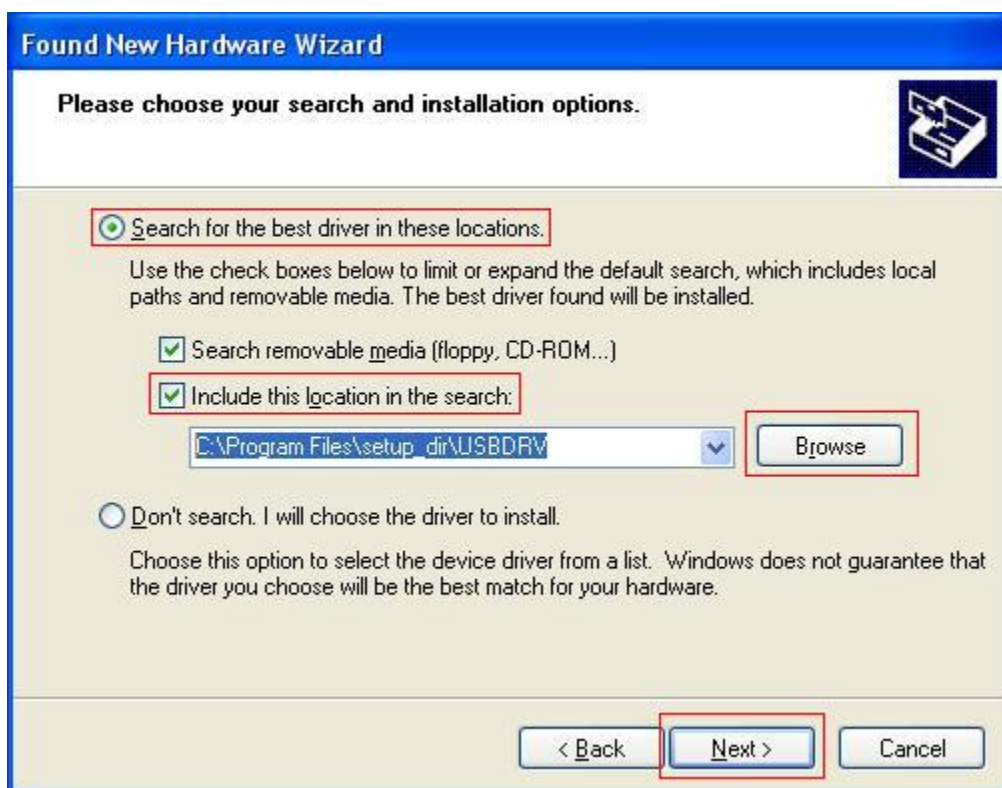 Found New Hardware Wizard
Please choose your search and installation options.
Search for the best driver in these locations.
Use the check boxes below to limit or expand the default search, which includes local
paths and removable media. The best driver found will be installed.
Search removable media (floppy, CD-ROM...)
Include this location in the search:
C:\Program Files\setup_dir\USBDRV
Browse
Don't search. I will choose the driver to install.
Choose this option to select the device driver from a list. Windows does not guarantee that
the driver you choose will be the best match for your hardware.
< Back
Next >
Cancel